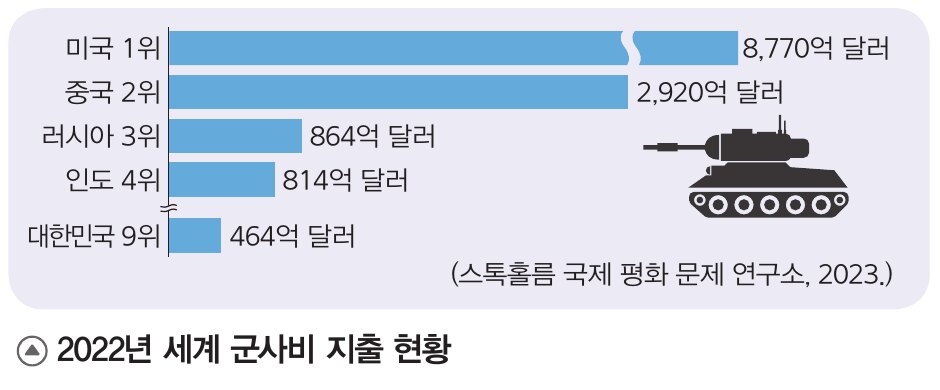 미국 1위 8,770억 달러
중국 2위 2,920억 달러
러시아 3위 864억 달러
인도 4위 814억 달러
대한민국 9위 464억 달러
(스톡홀름 국제 평화 문제 연구소, 2023.)
2022년 세계 군사비 지출 현황